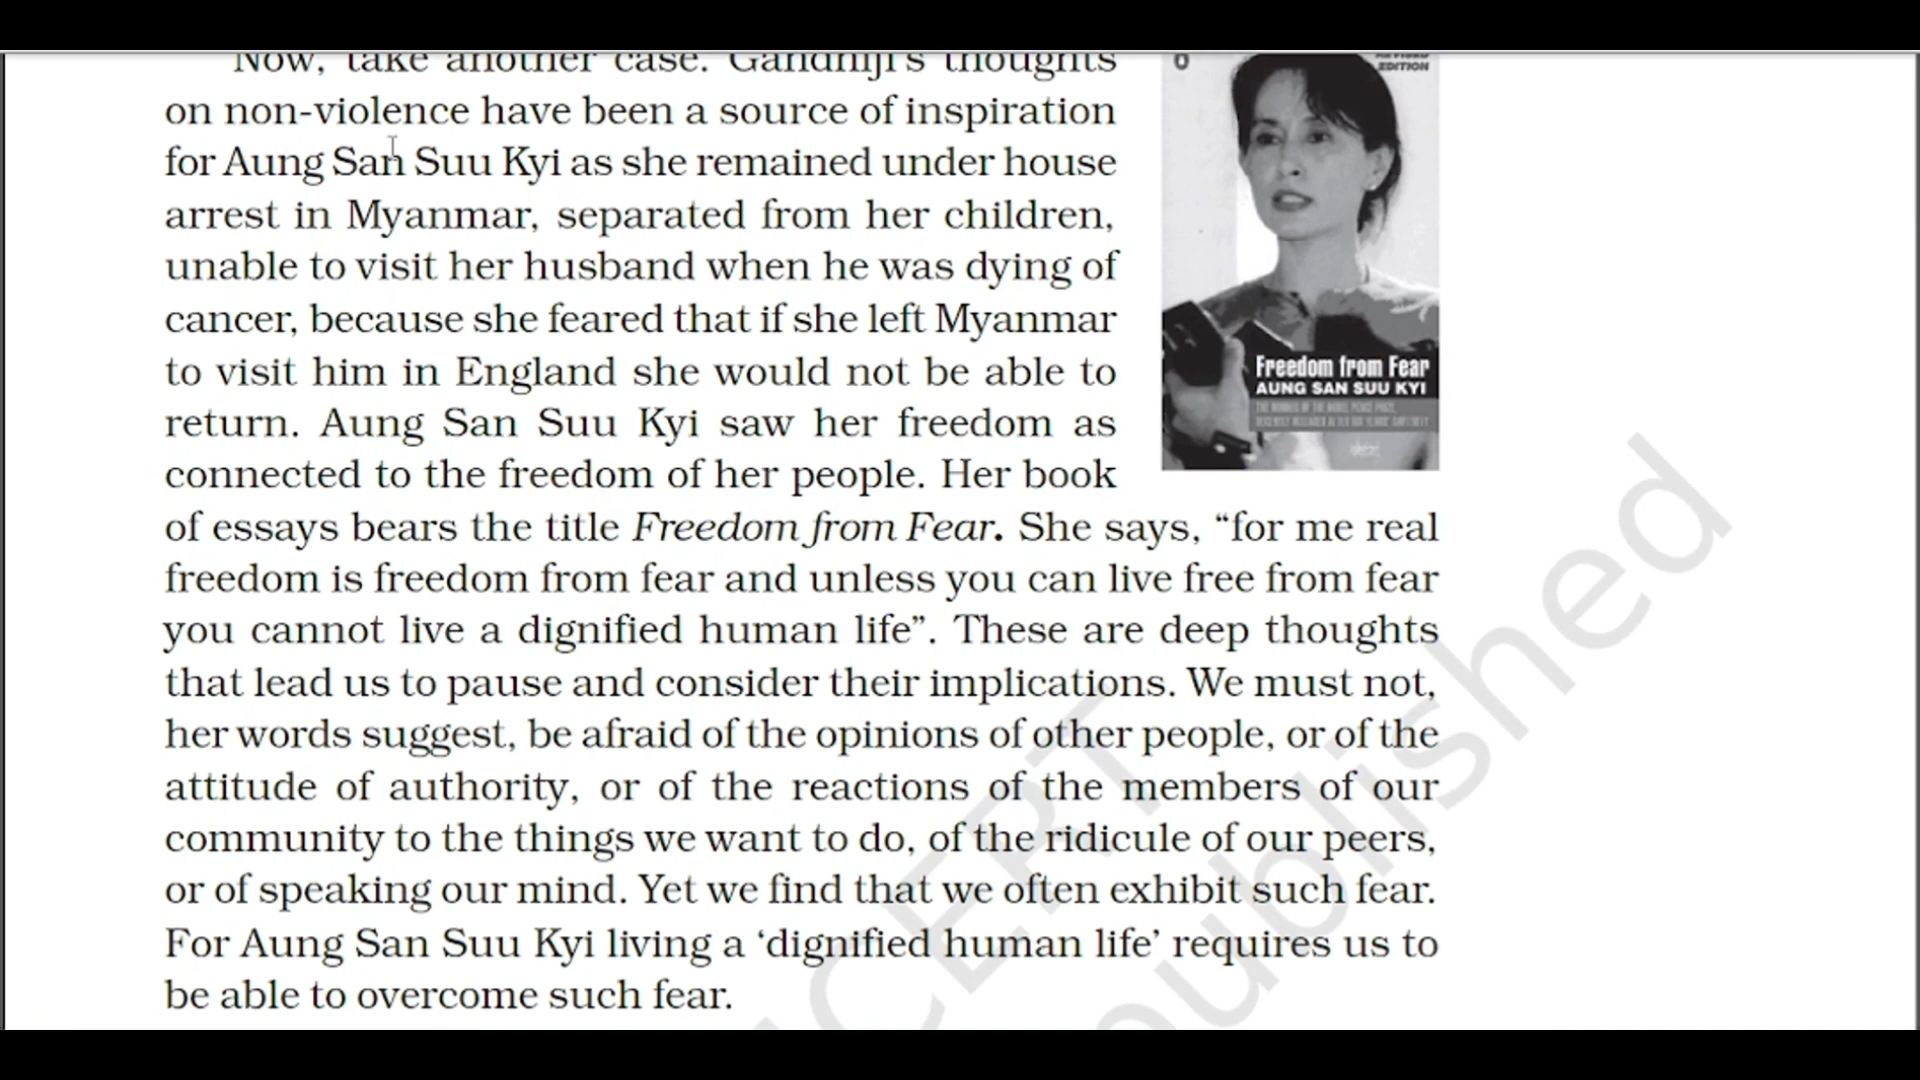 Now, take another case. Gandhiji's thoughts
on non-violence have been a source of inspiration
for Aung San Suu Kyi as she remained under house
arrest in Myanmar, separated from her children,
unable to visit her husband when he was dying of
cancer, because she feared that if she left Myanmar
to visit him in England she would not be able to
return. Aung San Suu Kyi saw her freedom as
connected to the freedom of her people. Her book
of essays bears the title Freedom from Fear. She says, “for me real
freedom is freedom from fear and unless you can live free from fear
you cannot live a dignified human life”. These are deep thoughts
that lead us to pause and consider their implications. We must not,
her words suggest, be afraid of the opinions of other people, or of the
attitude of authority, or of the reactions of the members of our
community to the things we want to do, of the ridicule of our peers,
or of speaking our mind. Yet we find that we often exhibit such fear.
For Aung San Suu Kyi living a ‘dignified human life’ requires us to
be able to overcome such fear.
REVISED
EDITION
Freedom from Fear
AUNG SAN SUU KYI
THE WINNER OF THE NOBEL PEACE PRIZE,
CERT
published